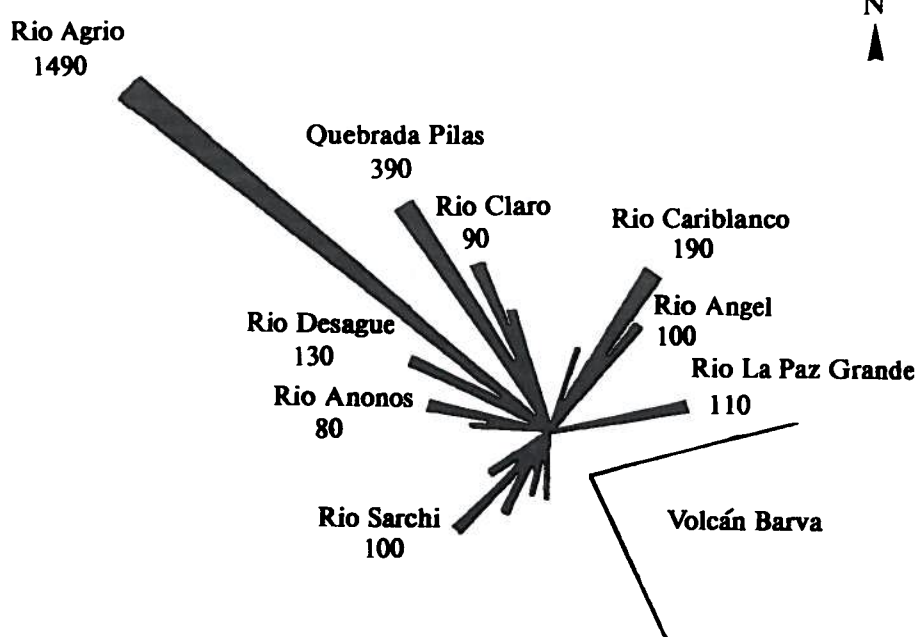 N
Rio Agrio
1490
Quebrada Pilas
390
Rio Claro
90
Rio Cariblanco
190
Rio Angel
100
Rio Desague
130
Rio La Paz Grande
110
Rio Anonos
80
Rio Sarchi
100
Volcán Barva